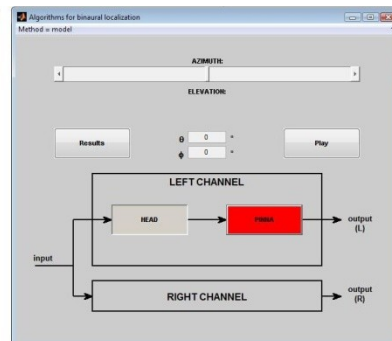 Algorithms for binaural localization
Method = model
AZIMUTH:
ELEVATION:
Results
θ 0 °
Play
ϕ 0 °
LEFT CHANNEL
HEAD
PINNA
output
(L)
input
RIGHT CHANNEL
output
(R)